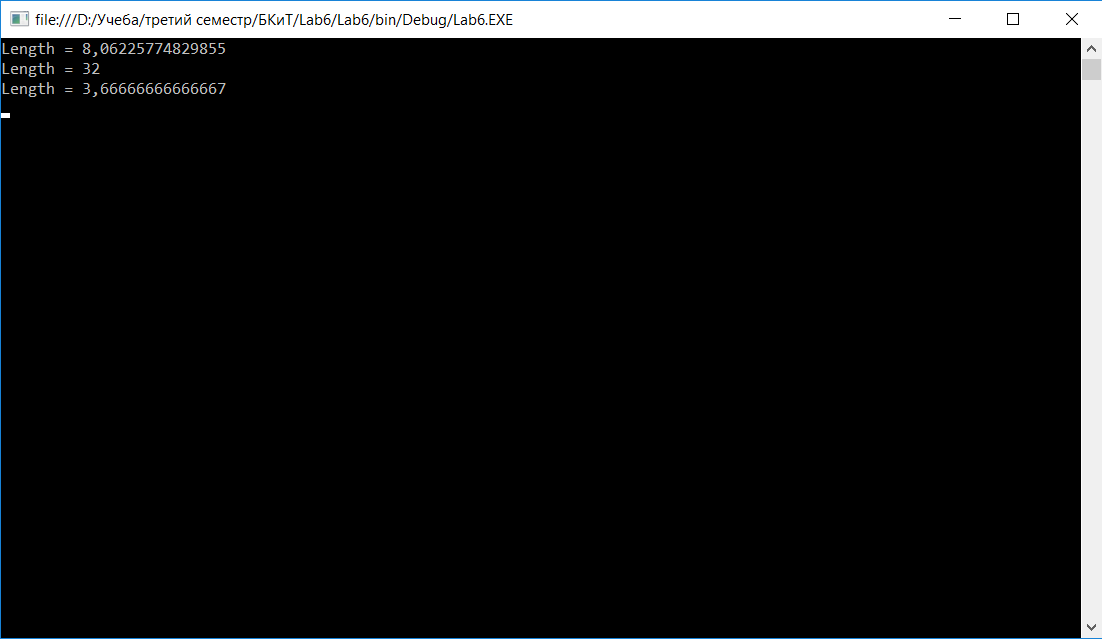 file:///D:/Учеба/третий семестр/БКиТ/Lab6/Lab6/bin/Debug/Lab6.EXE
Length = 8,06225774829855
Length = 32
Length = 3,66666666666667